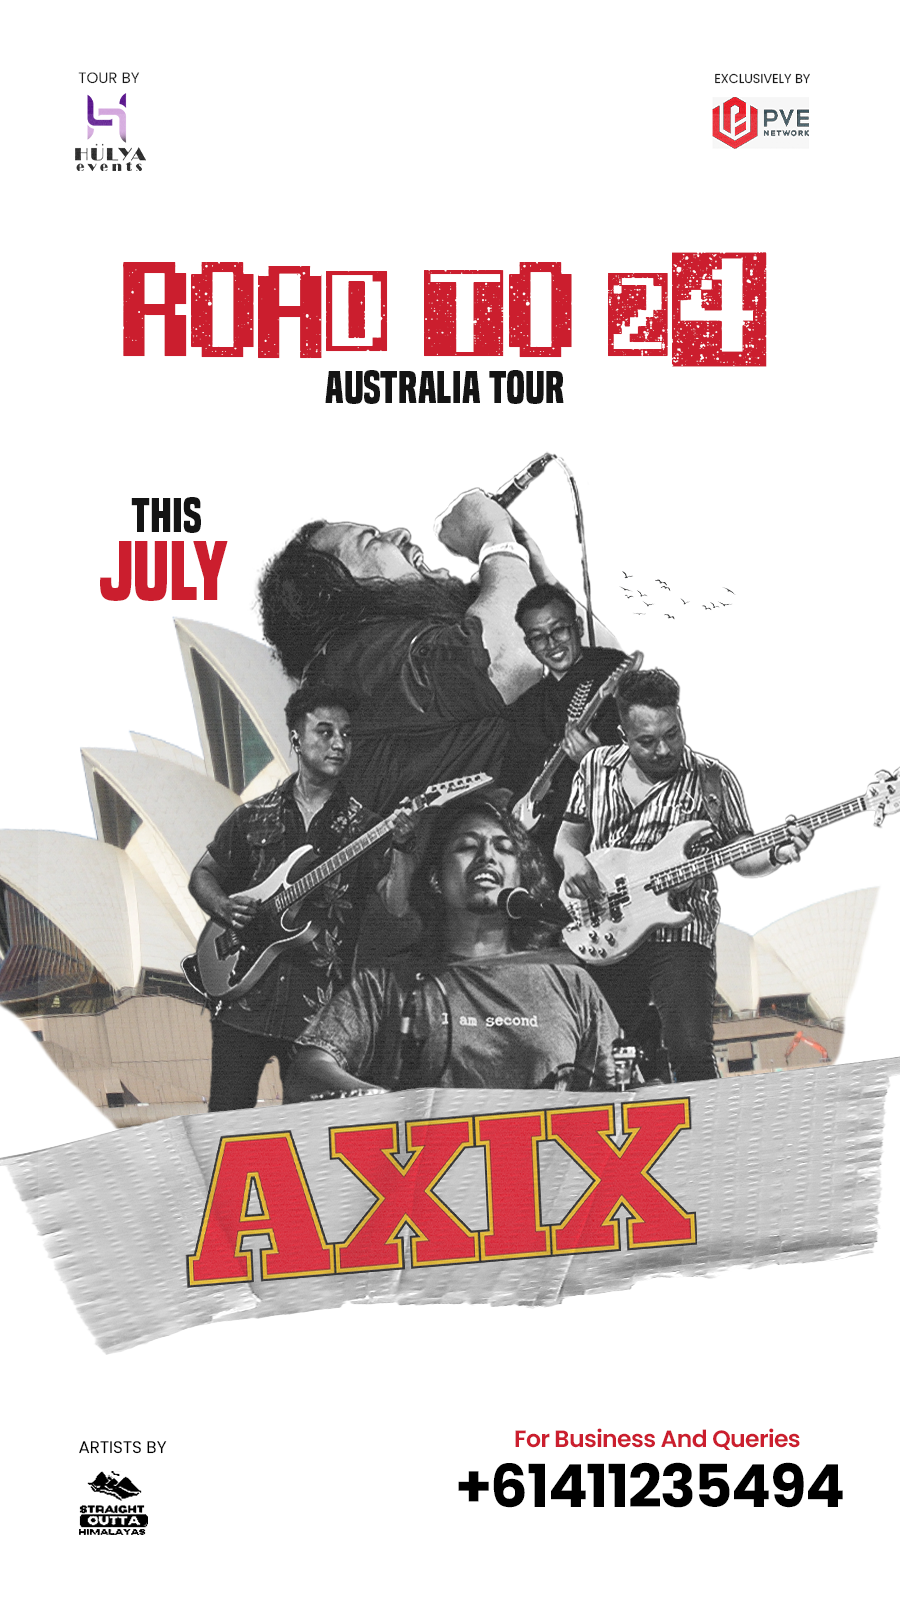 TOUR BY
HÜLYA
events
EXCLUSIVELY BY
PVE
NETWORK
ROAD TO 24
AUSTRALIA TOUR
THIS
JULY
I am second
AXIX
ARTISTS BY
STRAIGHT
OUTTA
HIMALAYAS
For Business And Queries
+61411235494